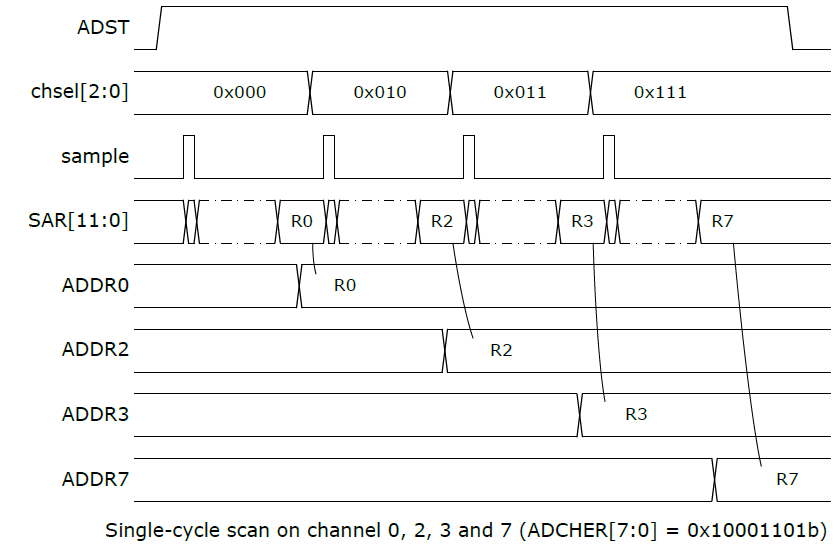 ADST
chsel[2:0] 0x000 0x010 0x011 0x111
sample
SAR[11:0] R0 R2 R3 R7
ADDR0 R0
ADDR2 R2
ADDR3 R3
ADDR7 R7
Single-cycle scan on channel 0, 2, 3 and 7 (ADCHER[7:0] = 0x10001101b)